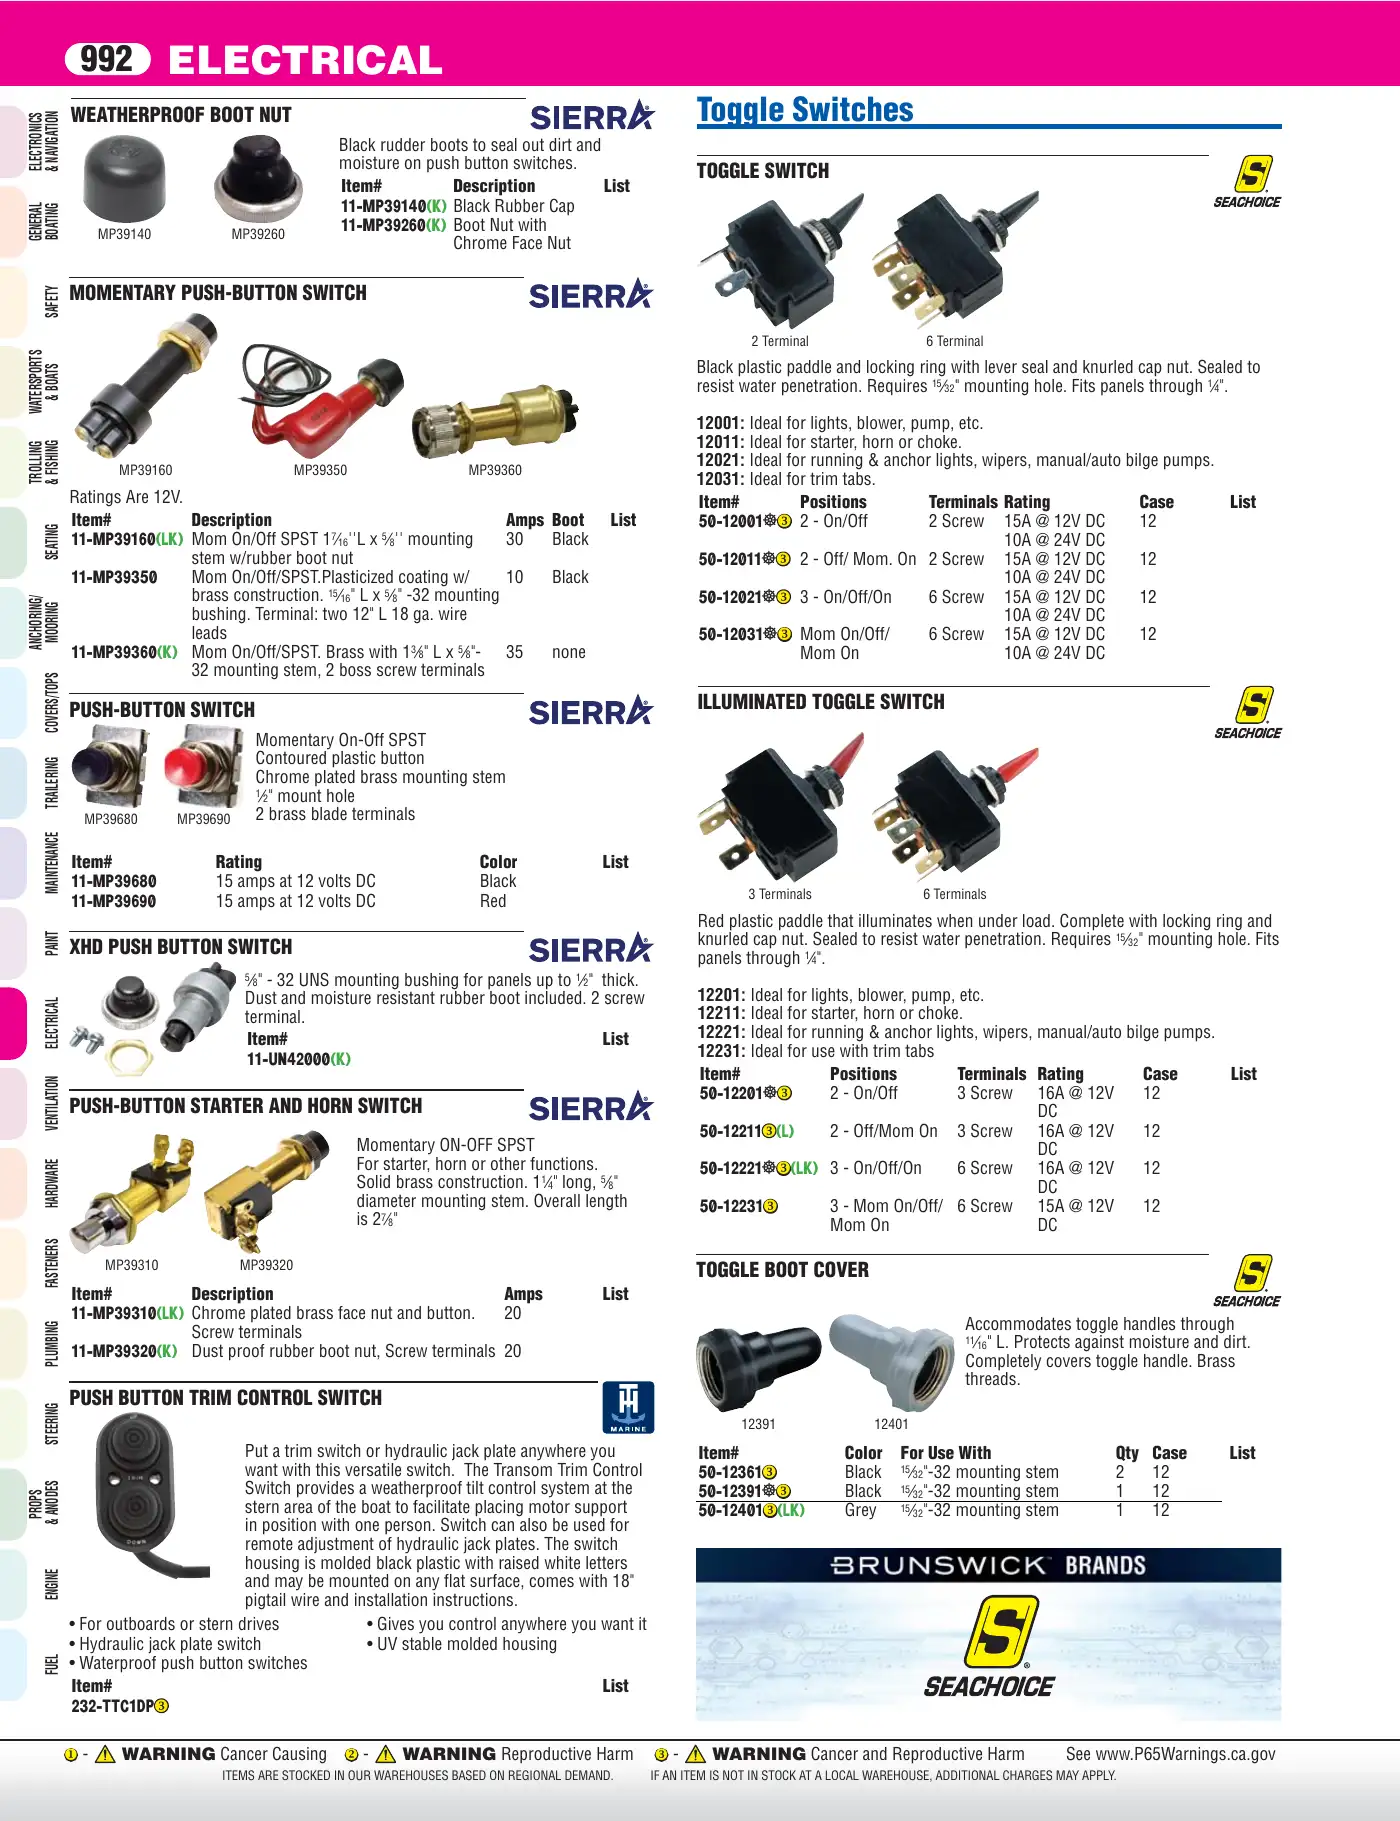 992 ELECTRICAL
ELECTRONICS
& NAVIGATION
GENERAL
BOATING
SAFETY
WATERSPORTS
& BOATS
TROLLING
& FISHING
SEATING
ANCHORING/
MOORING
COVERS/TOPS
TRAILERING
MAINTENANCE
PAINT
ELECTRICAL
VENTILATION
HARDWARE
FASTENERS
PLUMBING
STEERING
PROPS
& ANODES
ENGINE
FUEL
WEATHERPROOF BOOT NUT
SIERRA
Black rudder boots to seal out dirt and
moisture on push button switches.
Item# Description List
11-MP39140(K) Black Rubber Cap
11-MP39260(K) Boot Nut with
Chrome Face Nut
MP39140 MP39260
MOMENTARY PUSH-BUTTON SWITCH
SIERRA
MP39160 MP39350 MP39360
Ratings Are 12V.
Item# Description Amps Boot List
11-MP39160(LK) Mom On/Off SPST 1⁷⁄₁₆''L x ⁵⁄₈'' mounting 30 Black
stem w/rubber boot nut
11-MP39350 Mom On/Off/SPST.Plasticized coating w/ 10 Black
brass construction. ¹⁵⁄₁₆" L x ⁵⁄₈" -32 mounting
bushing. Terminal: two 12" L 18 ga. wire
leads
11-MP39360(K) Mom On/Off/SPST. Brass with 1³⁄₈" L x ⁵⁄₈"- 35 none
32 mounting stem, 2 boss screw terminals
PUSH-BUTTON SWITCH
SIERRA
Momentary On-Off SPST
Contoured plastic button
Chrome plated brass mounting stem
½" mount hole
2 brass blade terminals
MP39680 MP39690
Item# Rating Color List
11-MP39680 15 amps at 12 volts DC Black
11-MP39690 15 amps at 12 volts DC Red
XHD PUSH BUTTON SWITCH
SIERRA
⁵⁄₈" - 32 UNS mounting bushing for panels up to ½" thick.
Dust and moisture resistant rubber boot included. 2 screw
terminal.
Item# List
11-UN42000(K)
PUSH-BUTTON STARTER AND HORN SWITCH
SIERRA
Momentary ON-OFF SPST
For starter, horn or other functions.
Solid brass construction. 1¼" long, ⁵⁄₈"
diameter mounting stem. Overall length
is 2⁷⁄₈"
MP39310 MP39320
Item# Description Amps List
11-MP39310(LK) Chrome plated brass face nut and button. 20
Screw terminals
11-MP39320(K) Dust proof rubber boot nut, Screw terminals 20
PUSH BUTTON TRIM CONTROL SWITCH
TH
MARINE
TRIM
DOWN
Put a trim switch or hydraulic jack plate anywhere you
want with this versatile switch. The Transom Trim Control
Switch provides a weatherproof tilt control system at the
stern area of the boat to facilitate placing motor support
in position with one person. Switch can also be used for
remote adjustment of hydraulic jack plates. The switch
housing is molded black plastic with raised white letters
and may be mounted on any flat surface, comes with 18"
pigtail wire and installation instructions.
• For outboards or stern drives
• Hydraulic jack plate switch
• Waterproof push button switches
• Gives you control anywhere you want it
• UV stable molded housing
Item# List
232-TTC1DP3
Toggle Switches
TOGGLE SWITCH
S
SEACHOICE
2 Terminal 6 Terminal
Black plastic paddle and locking ring with lever seal and knurled cap nut. Sealed to
resist water penetration. Requires ¹⁵⁄₃₂" mounting hole. Fits panels through ¼".
12001: Ideal for lights, blower, pump, etc.
12011: Ideal for starter, horn or choke.
12021: Ideal for running & anchor lights, wipers, manual/auto bilge pumps.
12031: Ideal for trim tabs.
Item# Positions Terminals Rating Case List
50-12001☸3 2 - On/Off 2 Screw 15A @ 12V DC 12
10A @ 24V DC
50-12011☸3 2 - Off/ Mom. On 2 Screw 15A @ 12V DC 12
10A @ 24V DC
50-12021☸3 3 - On/Off/On 6 Screw 15A @ 12V DC 12
10A @ 24V DC
50-12031☸3 Mom On/Off/ 6 Screw 15A @ 12V DC 12
Mom On 10A @ 24V DC
ILLUMINATED TOGGLE SWITCH
S
SEACHOICE
3 Terminals 6 Terminals
Red plastic paddle that illuminates when under load. Complete with locking ring and
knurled cap nut. Sealed to resist water penetration. Requires ¹⁵⁄₃₂" mounting hole. Fits
panels through ¼".
12201: Ideal for lights, blower, pump, etc.
12211: Ideal for starter, horn or choke.
12221: Ideal for running & anchor lights, wipers, manual/auto bilge pumps.
12231: Ideal for use with trim tabs
Item# Positions Terminals Rating Case List
50-12201☸3 2 - On/Off 3 Screw 16A @ 12V 12
DC
50-122113(L) 2 - Off/Mom On 3 Screw 16A @ 12V 12
DC
50-12221☸3(LK) 3 - On/Off/On 6 Screw 16A @ 12V 12
DC
50-122313 3 - Mom On/Off/ 6 Screw 15A @ 12V 12
Mom On DC
TOGGLE BOOT COVER
S
SEACHOICE
Accommodates toggle handles through
¹¹⁄₁₆" L. Protects against moisture and dirt.
Completely covers toggle handle. Brass
threads.
12391 12401
Item# Color For Use With Qty Case List
50-123613 Black ¹⁵⁄₃₂"-32 mounting stem 2 12
50-12391☸3 Black ¹⁵⁄₃₂"-32 mounting stem 1 12
50-124013(LK) Grey ¹⁵⁄₃₂"-32 mounting stem 1 12
BRUNSWICK™ BRANDS
S
SEACHOICE®
1 - ⚠ WARNING Cancer Causing 2 - ⚠ WARNING Reproductive Harm 3 - ⚠ WARNING Cancer and Reproductive Harm See www.P65Warnings.ca.gov
ITEMS ARE STOCKED IN OUR WAREHOUSES BASED ON REGIONAL DEMAND. IF AN ITEM IS NOT IN STOCK AT A LOCAL WAREHOUSE, ADDITIONAL CHARGES MAY APPLY.